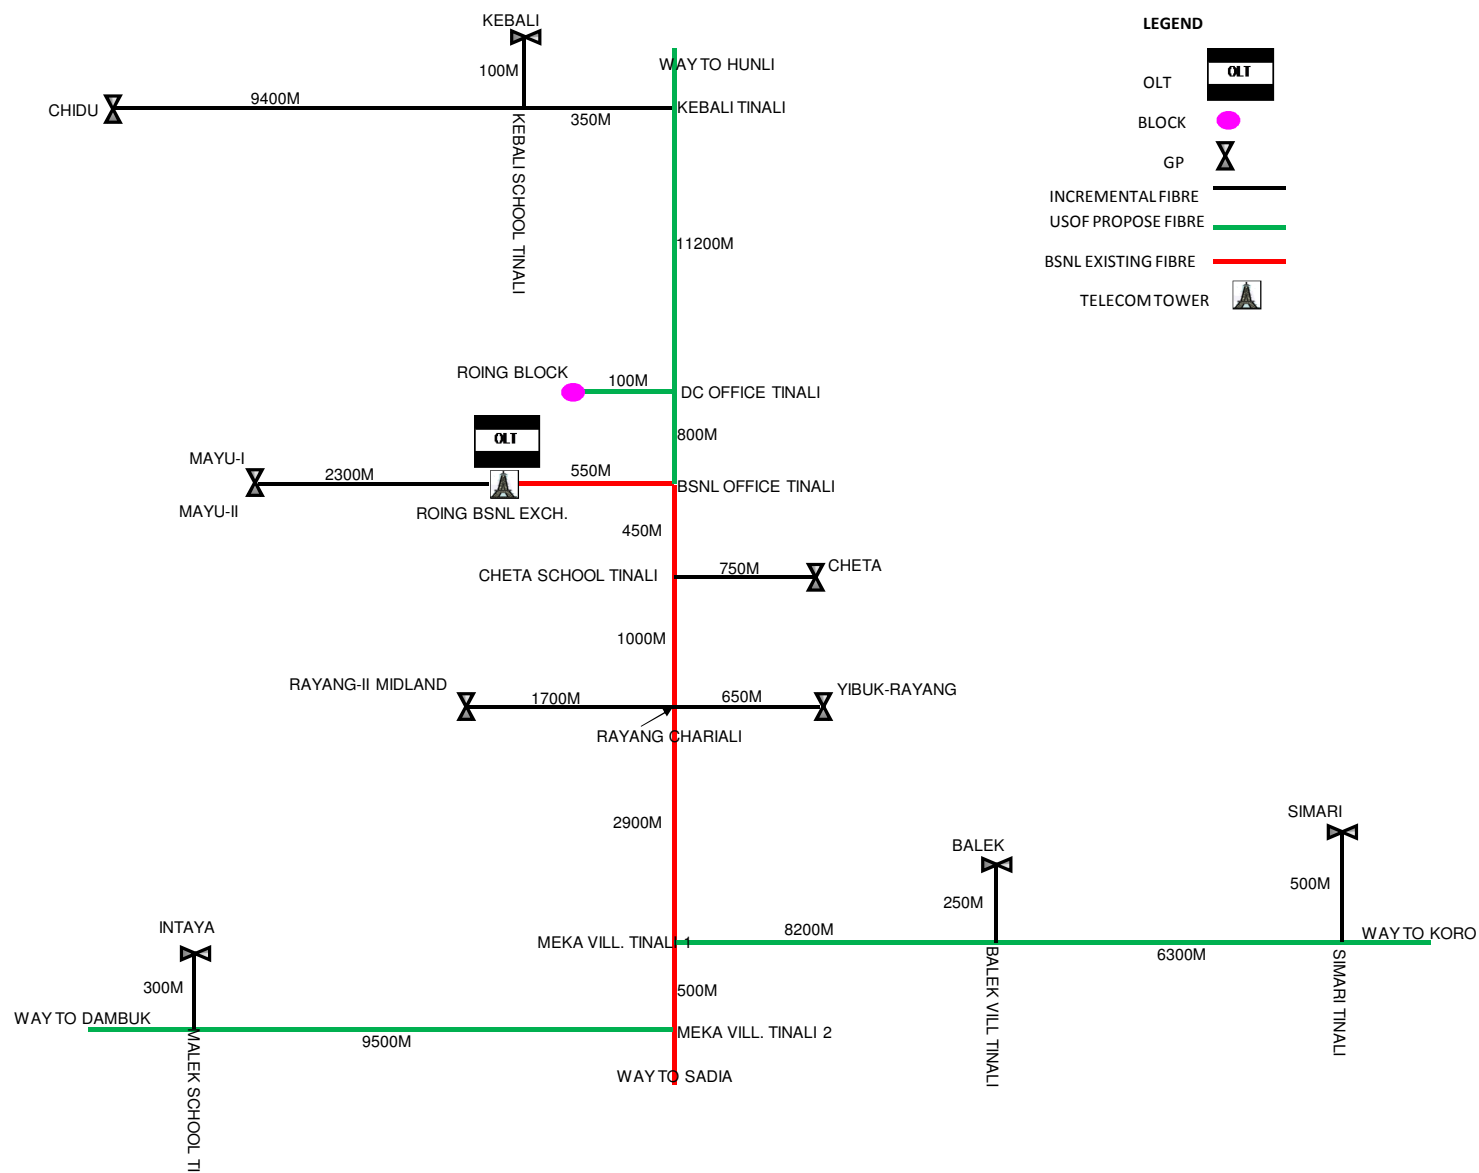 KEBALI
LEGEND
WAY TO HUNLI
100M
OLT
OLT
9400M
CHIDU
350M
KEBALI TINALI
KEBALI SCHOOL TINALI
BLOCK
GP
INCREMENTAL FIBRE
USOF PROPOSE FIBRE
11200M
BSNL EXISTING FIBRE
TELECOM TOWER
ROING BLOCK
100M
DC OFFICE TINALI
OLT
800M
MAYU-I
2300M
550M
BSNL OFFICE TINALI
MAYU-II
ROING BSNL EXCH.
450M
CHETA SCHOOL TINALI
750M
CHETA
1000M
RAYANG-II MIDLAND
1700M
650M
YIBUK-RAYANG
RAYANG CHARIALI
2900M
SIMARI
BALEK
500M
250M
INTAYA
8200M
MEKA VILL. TINALI 1
WAY TO KORO
6300M
BALEK VILL TINALI
SIMARI TINALI
300M
500M
WAY TO DAMBUK
9500M
MEKA VILL. TINALI 2
MALEK SCHOOL TI
WAY TO SADIA